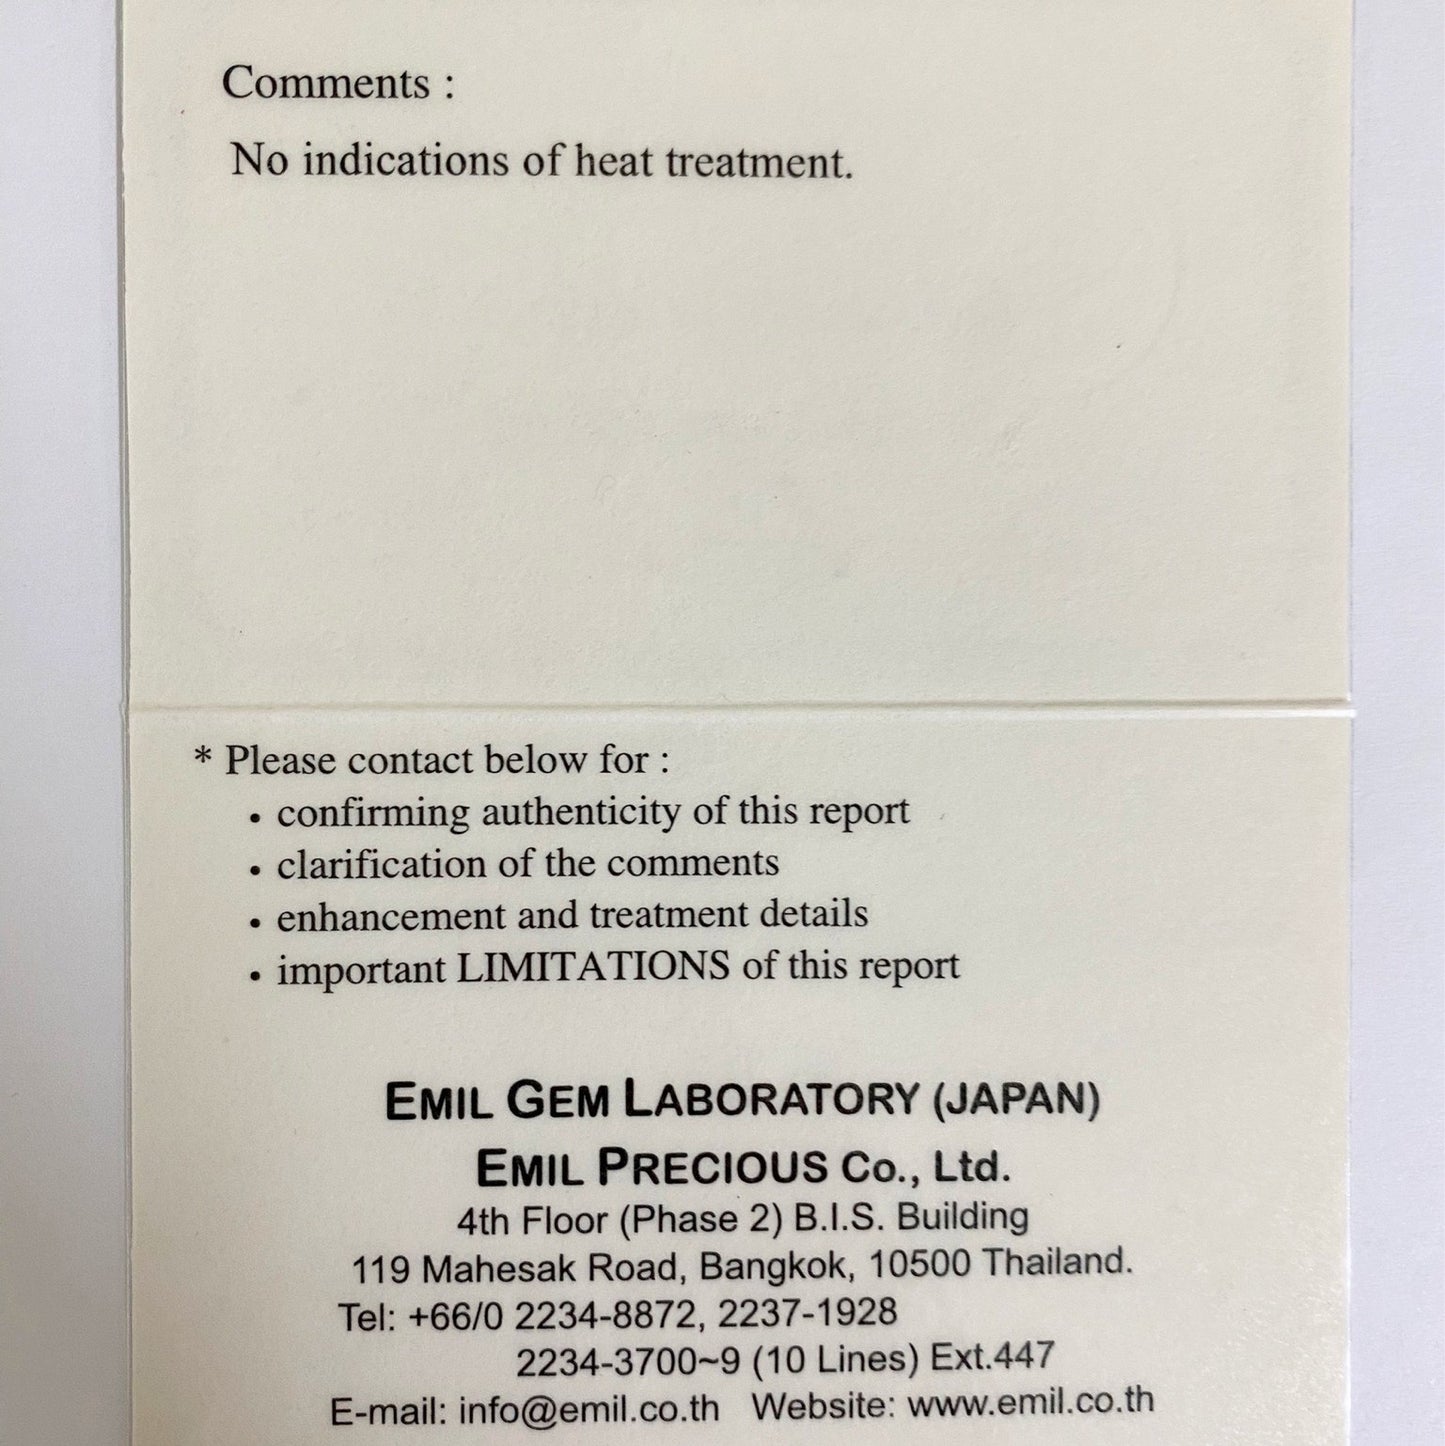 Comments :
No indications of heat treatment.
* Please contact below for :
• confirming authenticity of this report
• clarification of the comments
• enhancement and treatment details
• important LIMITATIONS of this report
EMIL GEM LABORATORY (JAPAN)
EMIL PRECIOUS Co., Ltd.
4th Floor (Phase 2) B.I.S. Building
119 Mahesak Road, Bangkok, 10500 Thailand.
Tel: +66/0 2234-8872, 2237-1928
2234-3700~9 (10 Lines) Ext.447
E-mail: info@emil.co.th Website: www.emil.co.th